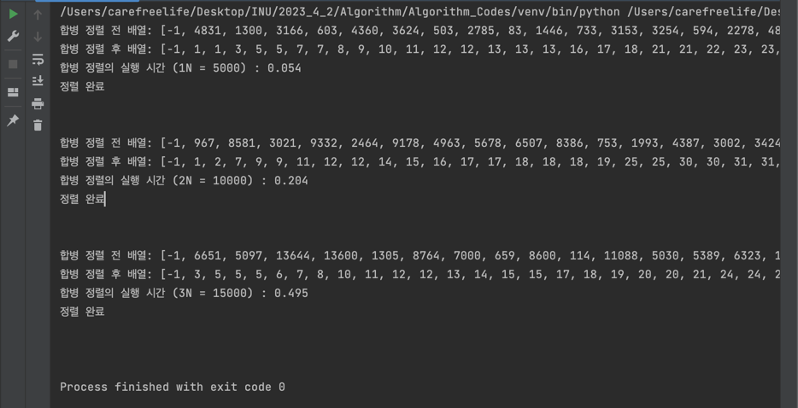 /Users/carefreelife/Desktop/INU/2023_4_2/Algorithm/Algorithm_Codes/venv/bin/python /Users/carefreelife/Des
합병 정렬 전 배열: [-1, 4831, 1300, 3166, 603, 4360, 3624, 503, 2785, 83, 1446, 733, 3153, 3254, 594, 2278, 48
합병 정렬 후 배열: [-1, 1, 1, 3, 5, 5, 7, 7, 8, 9, 10, 11, 12, 12, 13, 13, 13, 16, 17, 18, 21, 21, 22, 23, 23,
합병 정렬의 실행 시간 (1N = 5000) : 0.054
정렬 완료
합병 정렬 전 배열: [-1, 967, 8581, 3021, 9332, 2464, 9178, 4963, 5678, 6507, 8386, 753, 1993, 4387, 3002, 3424
합병 정렬 후 배열: [-1, 1, 2, 7, 9, 9, 11, 12, 12, 14, 15, 16, 17, 17, 18, 18, 18, 19, 25, 25, 30, 30, 31, 31,
합병 정렬의 실행 시간 (2N = 10000) : 0.204
정렬 완료
합병 정렬 전 배열: [-1, 6651, 5097, 13644, 13600, 1305, 8764, 7000, 659, 8600, 114, 11088, 5030, 5389, 6323, 1
합병 정렬 후 배열: [-1, 3, 5, 5, 5, 6, 7, 8, 10, 11, 12, 12, 13, 14, 15, 15, 17, 18, 19, 20, 20, 21, 24, 24, 2
합병 정렬의 실행 시간 (3N = 15000) : 0.495
정렬 완료
Process finished with exit code 0